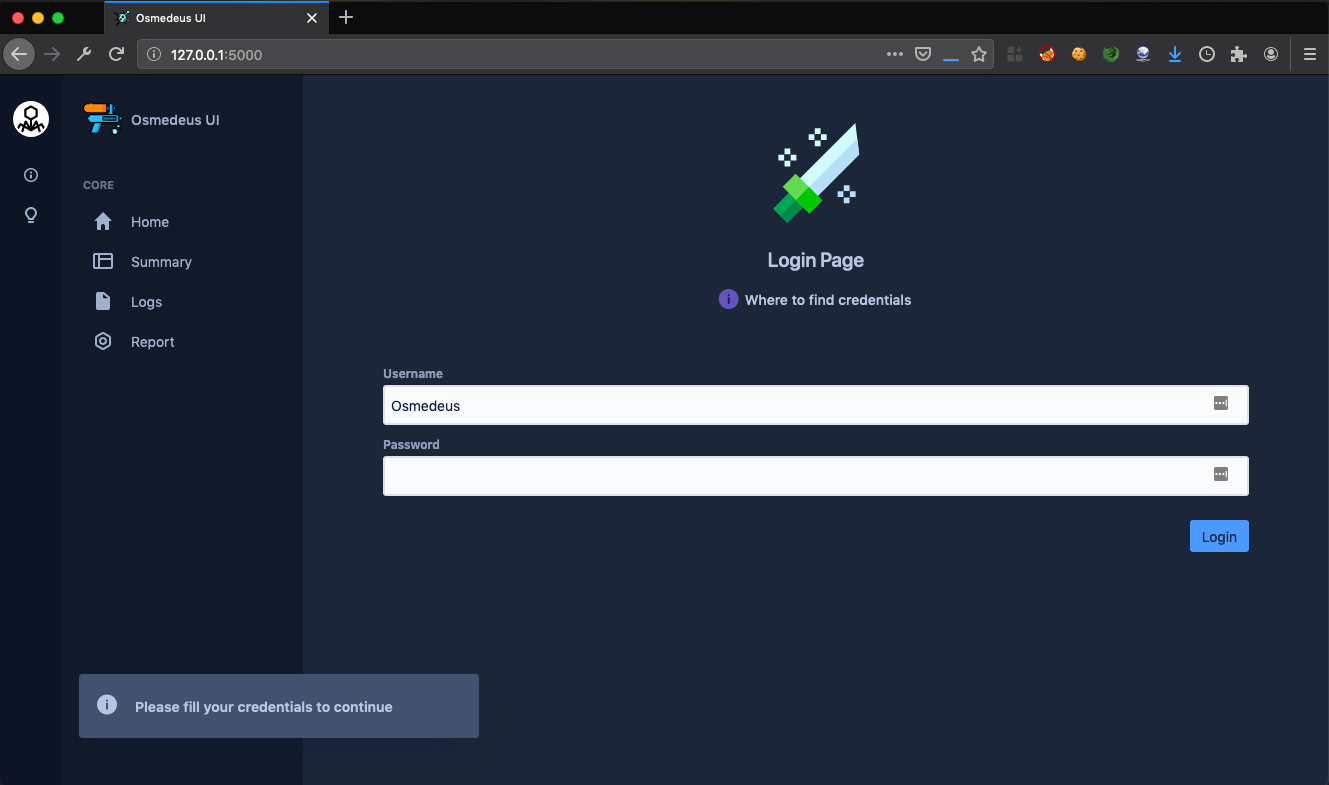 Osmedeus UI
127.0.0.1:5000
Osmedeus UI
CORE
Home
Summary
Logs
Report
Login Page
Where to find credentials
Username
Osmedeus
Password
Login
Please fill your credentials to continue